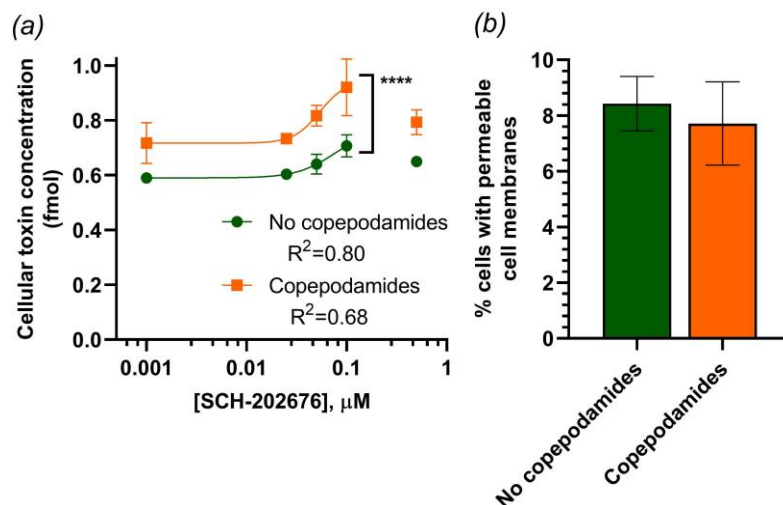 (a)
Cellular toxin concentration
(fmol)
1.0
0.8
0.6
0.4
0.2
0.0
****
No copepodamides
R²=0.80
Copepodamides
R²=0.68
0.001
0.01
0.1
1
[SCH-202676], μM
(b)
% cells with permeable
cell membranes
10
8
6
4
2
0
No copepodamides
Copepodamides